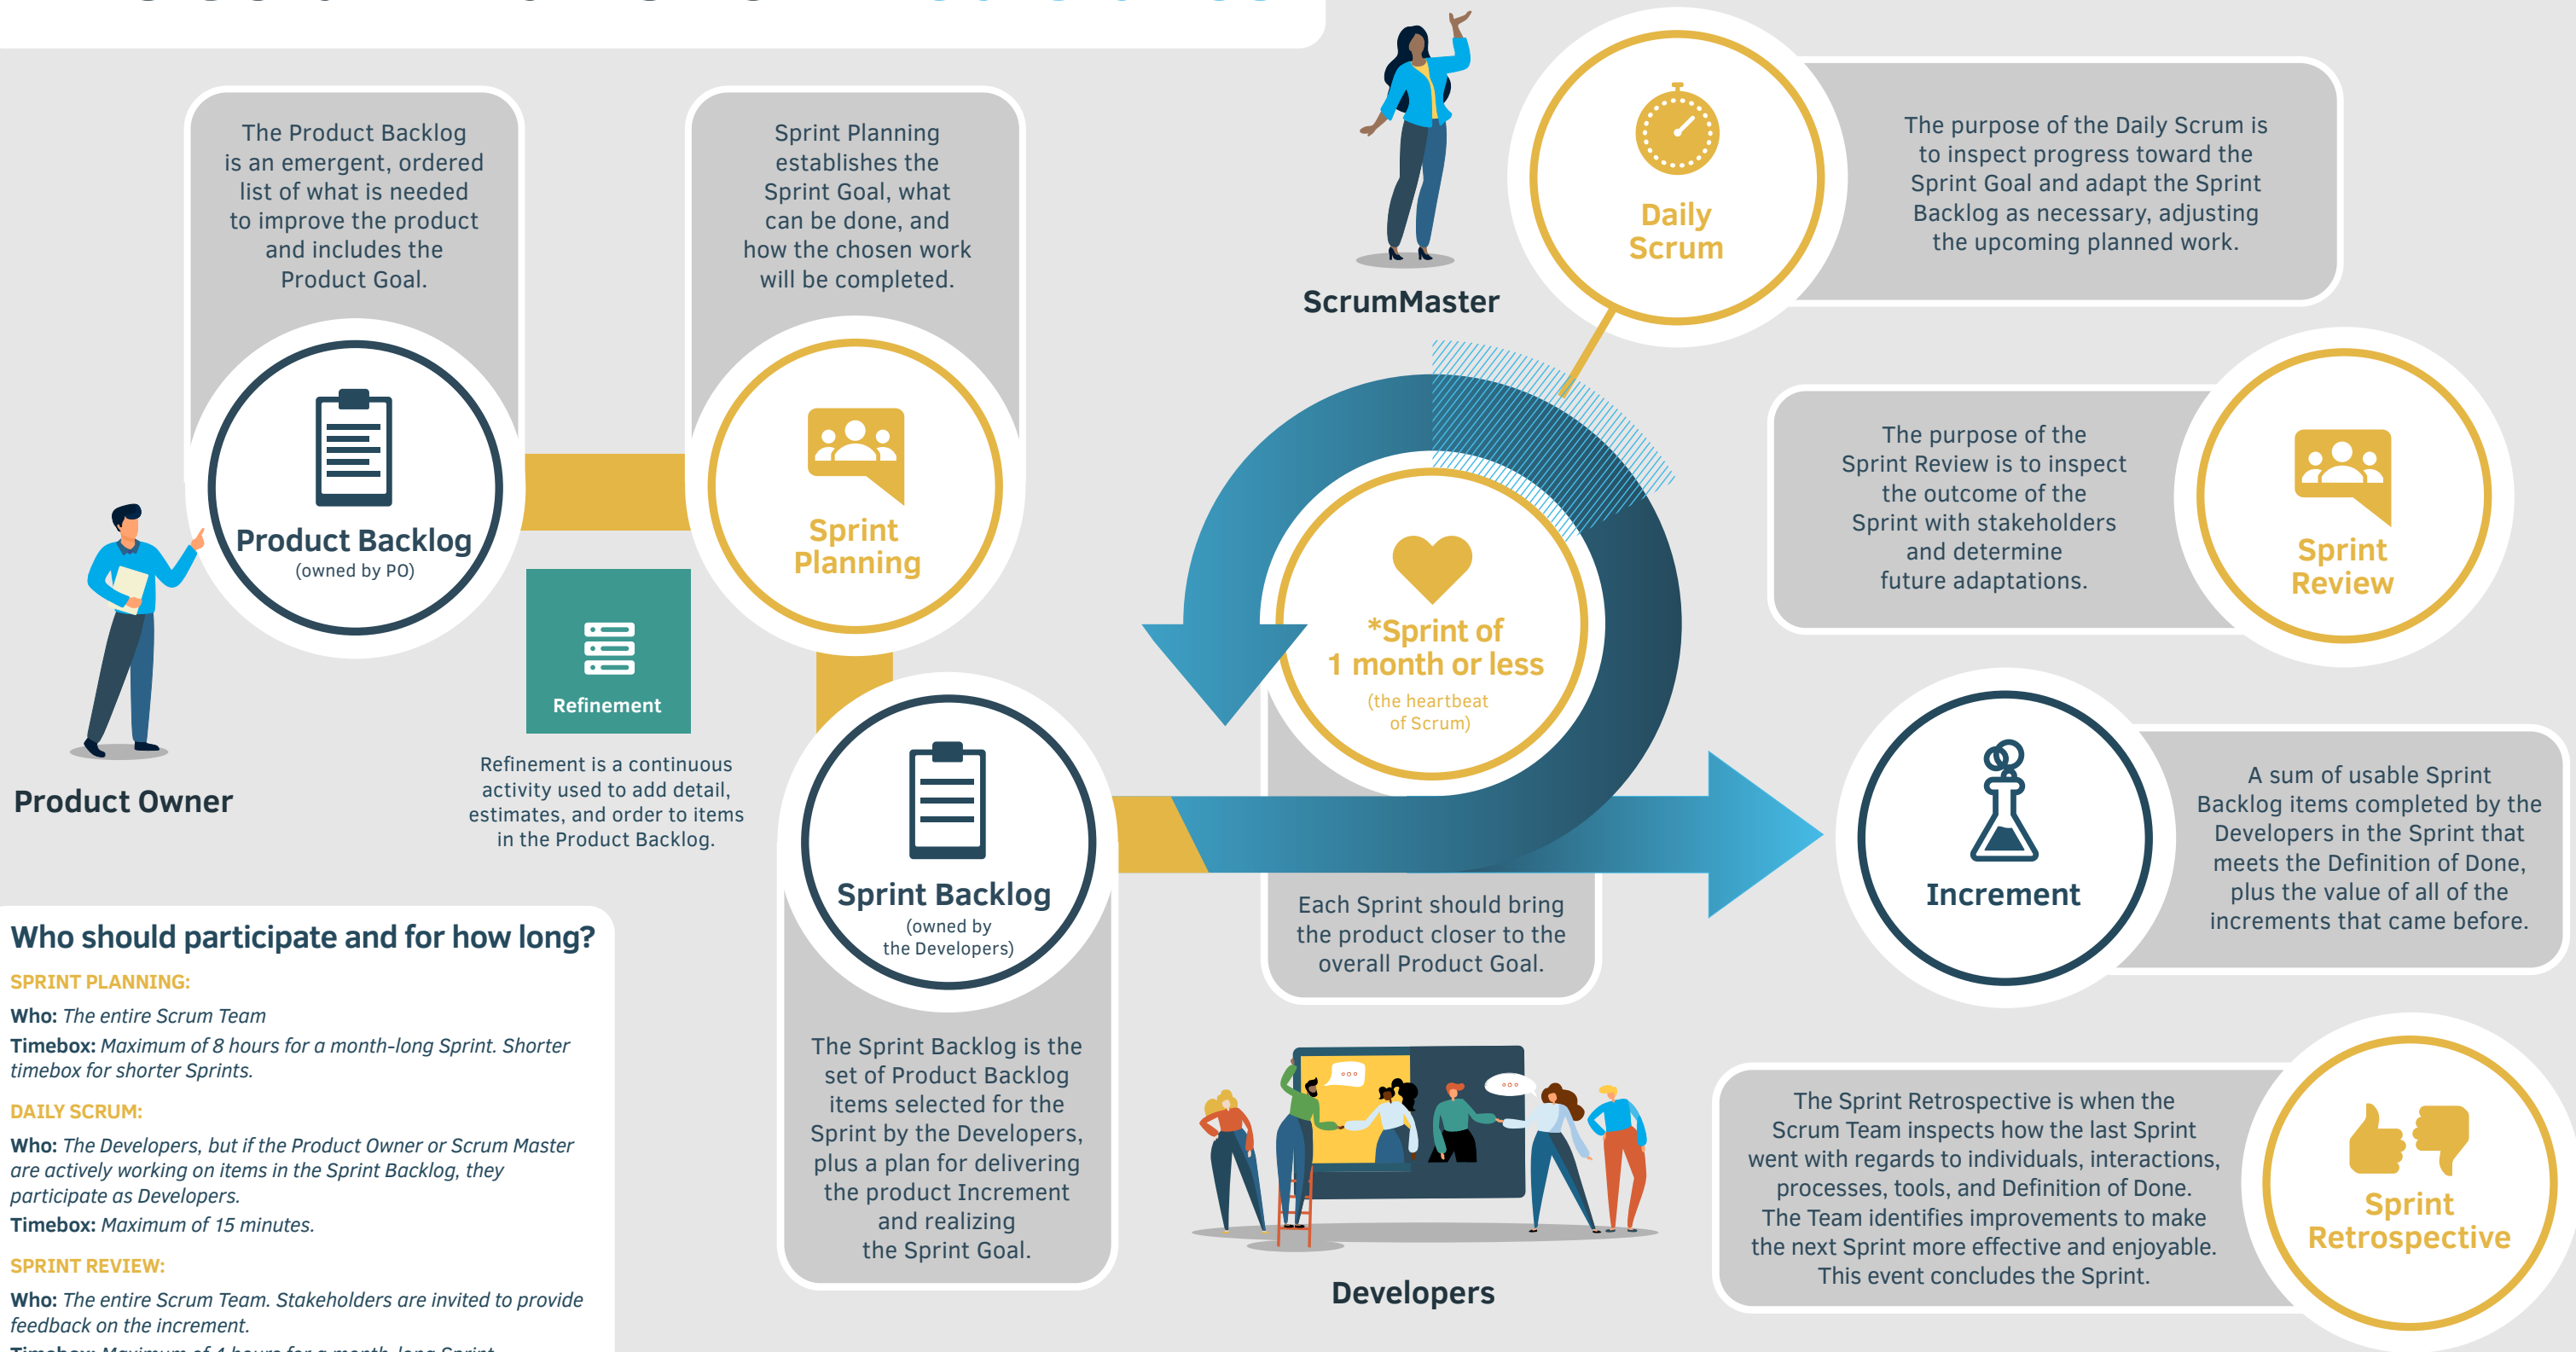 The Product Backlog
is an emergent, ordered
list of what is needed
to improve the product
and includes the
Product Goal.
Product Backlog
(owned by PO)
Product Owner
Sprint Planning
establishes the
Sprint Goal, what
can be done, and
how the chosen work
will be completed.
Sprint
Planning
Refinement
Refinement is a continuous
activity used to add detail,
estimates, and order to items
in the Product Backlog.
Sprint Backlog
(owned by
the Developers)
The Sprint Backlog is the
set of Product Backlog
items selected for the
Sprint by the Developers,
plus a plan for delivering
the product Increment
and realizing
the Sprint Goal.
ScrumMaster
Daily
Scrum
The purpose of the Daily Scrum is
to inspect progress toward the
Sprint Goal and adapt the Sprint
Backlog as necessary, adjusting
the upcoming planned work.
*Sprint of
1 month or less
(the heartbeat
of Scrum)
Each Sprint should bring
the product closer to the
overall Product Goal.
Developers
The purpose of the
Sprint Review is to inspect
the outcome of the
Sprint with stakeholders
and determine
future adaptations.
Sprint
Review
Increment
A sum of usable Sprint
Backlog items completed by the
Developers in the Sprint that
meets the Definition of Done,
plus the value of all of the
increments that came before.
The Sprint Retrospective is when the
Scrum Team inspects how the last Sprint
went with regards to individuals, interactions,
processes, tools, and Definition of Done.
The Team identifies improvements to make
the next Sprint more effective and enjoyable.
This event concludes the Sprint.
Sprint
Retrospective
Who should participate and for how long?
SPRINT PLANNING:
Who: The entire Scrum Team
Timebox: Maximum of 8 hours for a month-long Sprint. Shorter
timebox for shorter Sprints.
DAILY SCRUM:
Who: The Developers, but if the Product Owner or Scrum Master
are actively working on items in the Sprint Backlog, they
participate as Developers.
Timebox: Maximum of 15 minutes.
SPRINT REVIEW:
Who: The entire Scrum Team. Stakeholders are invited to provide
feedback on the increment.
Timebox: Maximum of 4 hours for a month-long Sprint